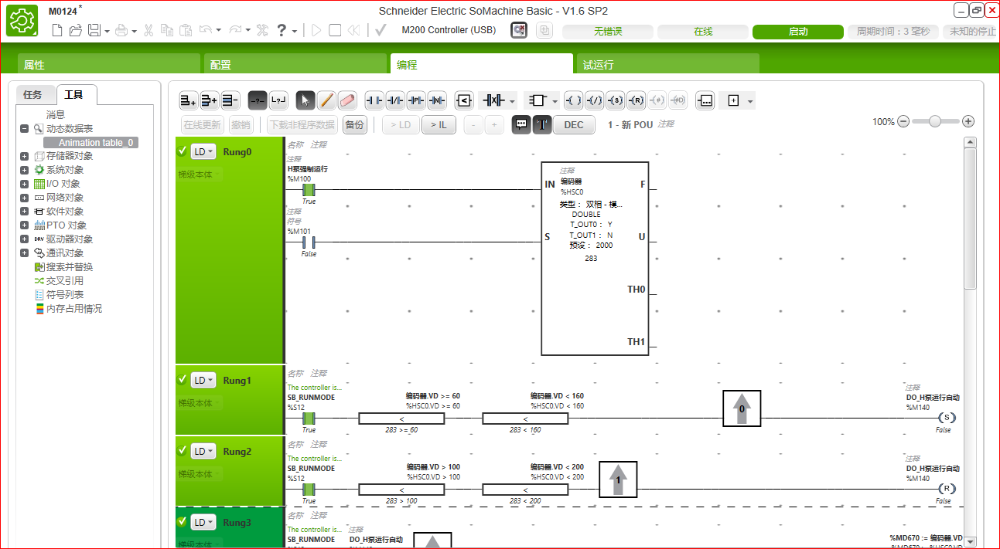 M0124*
Schneider Electric SoMachine Basic - V1.6 SP2
M200 Controller (USB)
无错误
在线
启动
周期时间：3 毫秒
未知的停止
属性
配置
编程
试运行
任务
工具
消息
动态数据表
Animation table_0
存储器对象
系统对象
I/O 对象
网络对象
软件对象
PTO 对象
DRV 驱动器对象
通讯对象
搜索并替换
交叉引用
符号列表
内存占用情况
在线更新
撤销
下载非程序数据
备份
> LD
> IL
-
+
T
DEC
1 - 新 POU 注释
100%
LD
Rung0
梯级本体
名称 注释
注释
H泵强制运行
%M100
True
注释
符号
%M101
False
注释
编码器
%HSC0
类型： 双相 - 模...
DOUBLE
T_OUT0： Y
T_OUT1： N
预设： 2000
283
IN
S
F
U
TH0
TH1
LD
Rung1
梯级本体
名称 注释
The controller is...
SB_RUNMODE
%S12
True
编码器.VD >= 60
%HSC0.VD >= 60
<
283 >= 60
编码器.VD < 160
%HSC0.VD < 160
<
283 < 160
0
注释
DO_H泵运行自动
%M140
S
False
LD
Rung2
梯级本体
名称 注释
The controller is...
SB_RUNMODE
%S12
True
编码器.VD > 100
%HSC0.VD > 100
<
283 > 100
编码器.VD < 200
%HSC0.VD < 200
<
283 < 200
1
注释
DO_H泵运行自动
%M140
R
False
LD
Rung3
梯级本体
名称 注释
The controller is...
SB_RUNMODE
%S12
注释
DO_H泵运行自动
%M140
%MD670 := 编码器.VD
%MD670 := %HSC0.VD